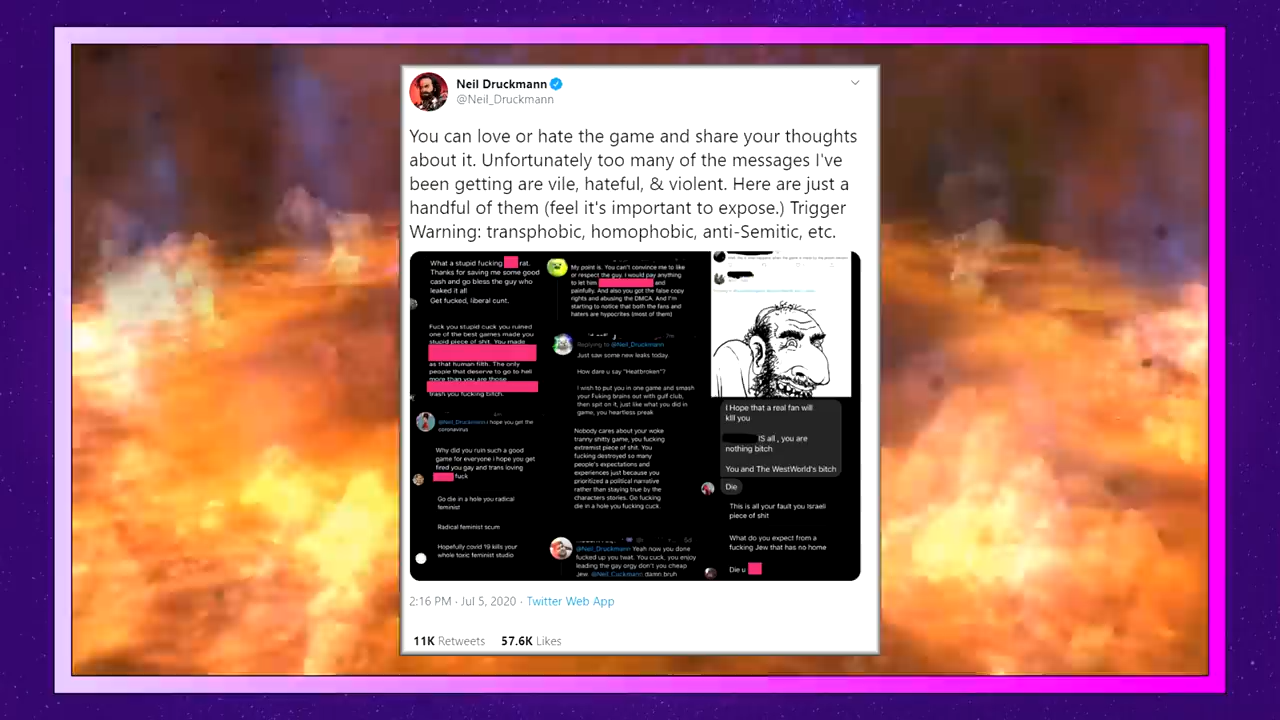 Neil Druckmann
@Neil_Druckmann
You can love or hate the game and share your thoughts
about it. Unfortunately too many of the messages I've
been getting are vile, hateful, & violent. Here are just a
handful of them (feel it's important to expose.) Trigger
Warning: transphobic, homophobic, anti-Semitic, etc.
What a stupid fucking rat.
Thanks for saving me some good
cash and go bless the guy who
leaked it all
Get fucked, liberal cunt.
Fuck you stupid cuck you ruined
one of the best games made you
stupid piece of shit. You made
as that human filth. The only
people that deserve to go to hell
more than you are those
trash you fucking bitch.
@Neil_Druckmann i hope you get the
coronavirus
Why did you ruin such a good
game for everyone i hope you get
fired you gay and trans loving
fuck
Go die in a hole you radical
feminist
Radical feminist scum
Hopefully covid 19 kills your
whole toxic feminist studio
My point is. You can't convince me to like
or respect the guy. I would pay anything
to let him and
painfully. And also you got the false copy
rights and abusing the DMCA. And I'm
starting to notice that both the fans and
haters are hypocrites (most of them)
Replying to @Neil_Druckmann
Just saw some new leaks today.
How dare u say "Heatbroken"?
I wish to put you in one game and smash
your Fuking brains out with gulf club,
then spit on it, just like what you did in
game, you heartless preak
Nobody cares about your woke
tranny shitty game, you fucking
extremist piece of shit. You
fucking destroyed so many
people's expectations and
experiences just because you
prioritized a political narrative
rather than staying true by the
characters stories. Go fucking
die in a hole you fucking cuck.
@Neil_Druckmann Yeah now you done
fucked up you twat. You cuck, you enjoy
leading the gay orgy don't you cheap
Jew. @Neil_Cuckmann damn bruh
I Hope that a real fan will
klll you
IS all , you are
nothing bitch
You and The WestWorld's bitch
Die
This is all your fault you Israeli
piece of shit
What do you expect from a
fucking Jew that has no home
Die u
2:16 PM · Jul 5, 2020 · Twitter Web App
11K Retweets 57.6K Likes